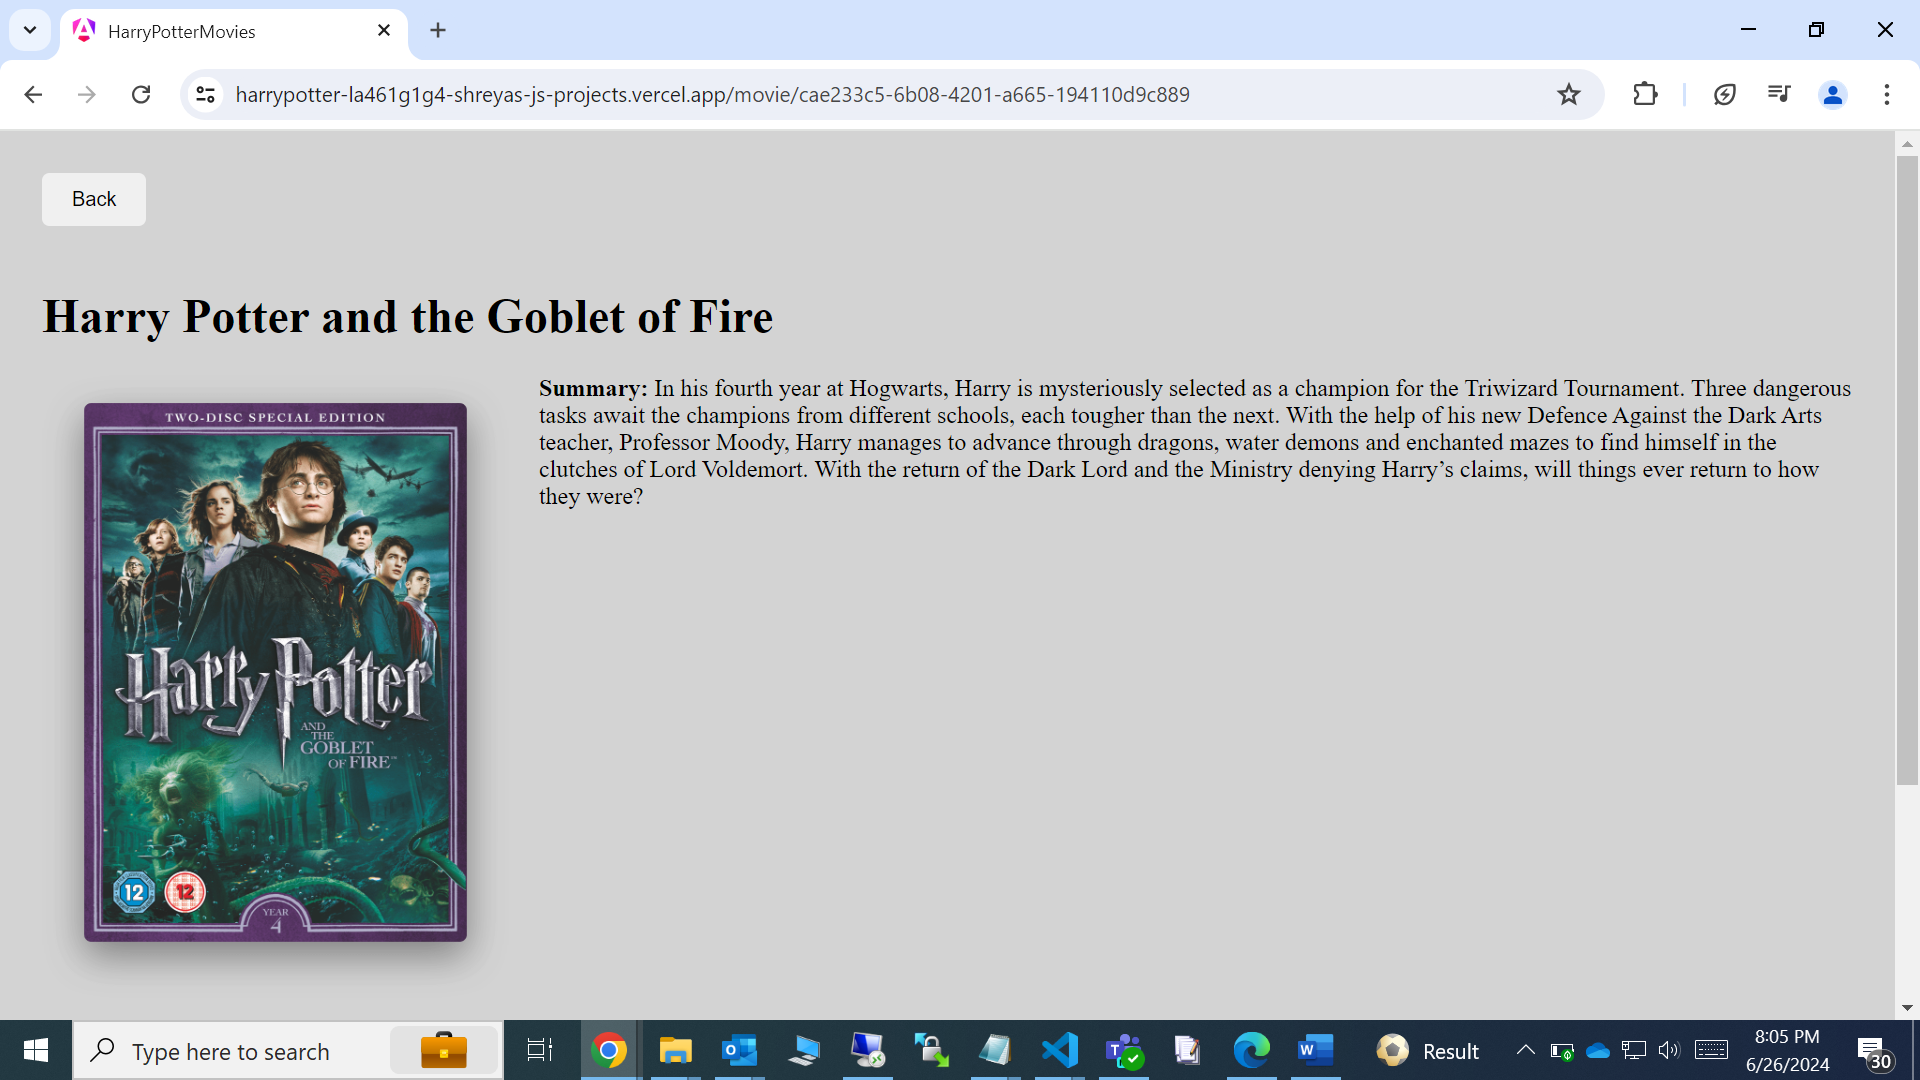 HarryPotterMovies
harrypotter-la461g1g4-shreyas-js-projects.vercel.app/movie/cae233c5-6b08-4201-a665-194110d9c889
Back
Harry Potter and the Goblet of Fire
Summary: In his fourth year at Hogwarts, Harry is mysteriously selected as a champion for the Triwizard Tournament. Three dangerous
tasks await the champions from different schools, each tougher than the next. With the help of his new Defence Against the Dark Arts
teacher, Professor Moody, Harry manages to advance through dragons, water demons and enchanted mazes to find himself in the
clutches of Lord Voldemort. With the return of the Dark Lord and the Ministry denying Harry’s claims, will things ever return to how
they were?
TWO-DISC SPECIAL EDITION
Harry Potter
AND
THE
GOBLET
OF FIRE™
12
12
YEAR
4
Type here to search
Result
8:05 PM
6/26/2024
30